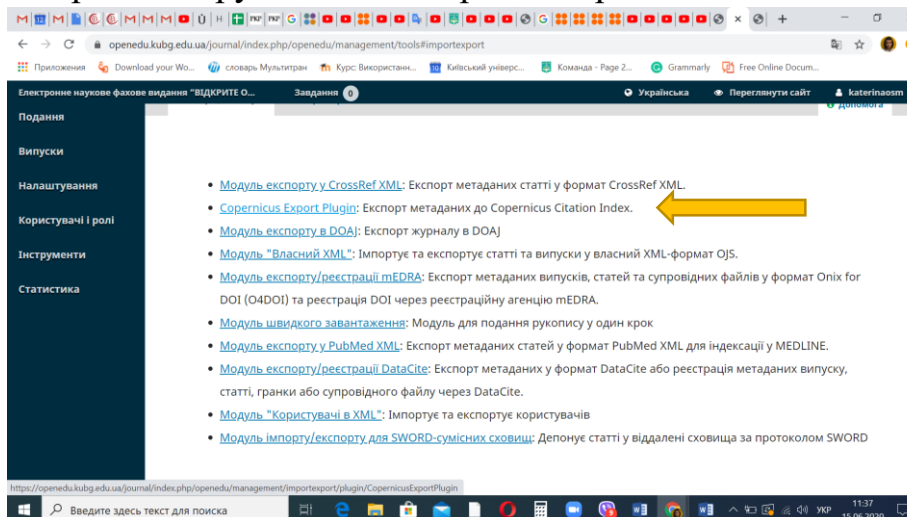 openedu.kubg.edu.ua/journal/index.php/openedu/management/tools#importexport
Приложения Download your Wo... словарь Мультитран Курс: Використанн... Київський універс... Команда - Page 2... Grammarly Free Online Docum...
Електронне наукове фахове видання "ВІДКРИТЕ О... Завдання 0 Українська Переглянути сайт katerinaosm
Допомога
Подання
Випуски
Налаштування
Користувачі і ролі
Інструменти
Статистика
Модуль експорту у CrossRef XML: Експорт метаданих статті у формат CrossRef XML.
Copernicus Export Plugin: Експорт метаданих до Copernicus Citation Index.
Модуль експорту в DOAJ: Експорт журналу в DOAJ
Модуль "Власний XML": Імпортує та експортує статті та випуски у власний XML-формат OJS.
Модуль експорту/реєстрації mEDRA: Експорт метаданих випусків, статей та супровідних файлів у формат Onix for
DOI (O4DOI) та реєстрація DOI через реєстраційну агенцію mEDRA.
Модуль швидкого завантаження: Модуль для подання рукопису у один крок
Модуль експорту у PubMed XML: Експорт метаданих статей у формат PubMed XML для індексації у MEDLINE.
Модуль експорту/реєстрації DataCite: Експорт метаданих у формат DataCite або реєстрація метаданих випуску,
статті, гранки або супровідного файлу через DataCite.
Модуль "Користувачі в XML": Імпортує та експортує користувачів
Модуль імпорту/експорту для SWORD-сумісних сховищ: Депонує статті у віддалені сховища за протоколом SWORD
https://openedu.kubg.edu.ua/journal/index.php/openedu/management/importexport/plugin/CopernicusExportPlugin
Введите здесь текст для поиска
УКР
11:37
15.06.2020